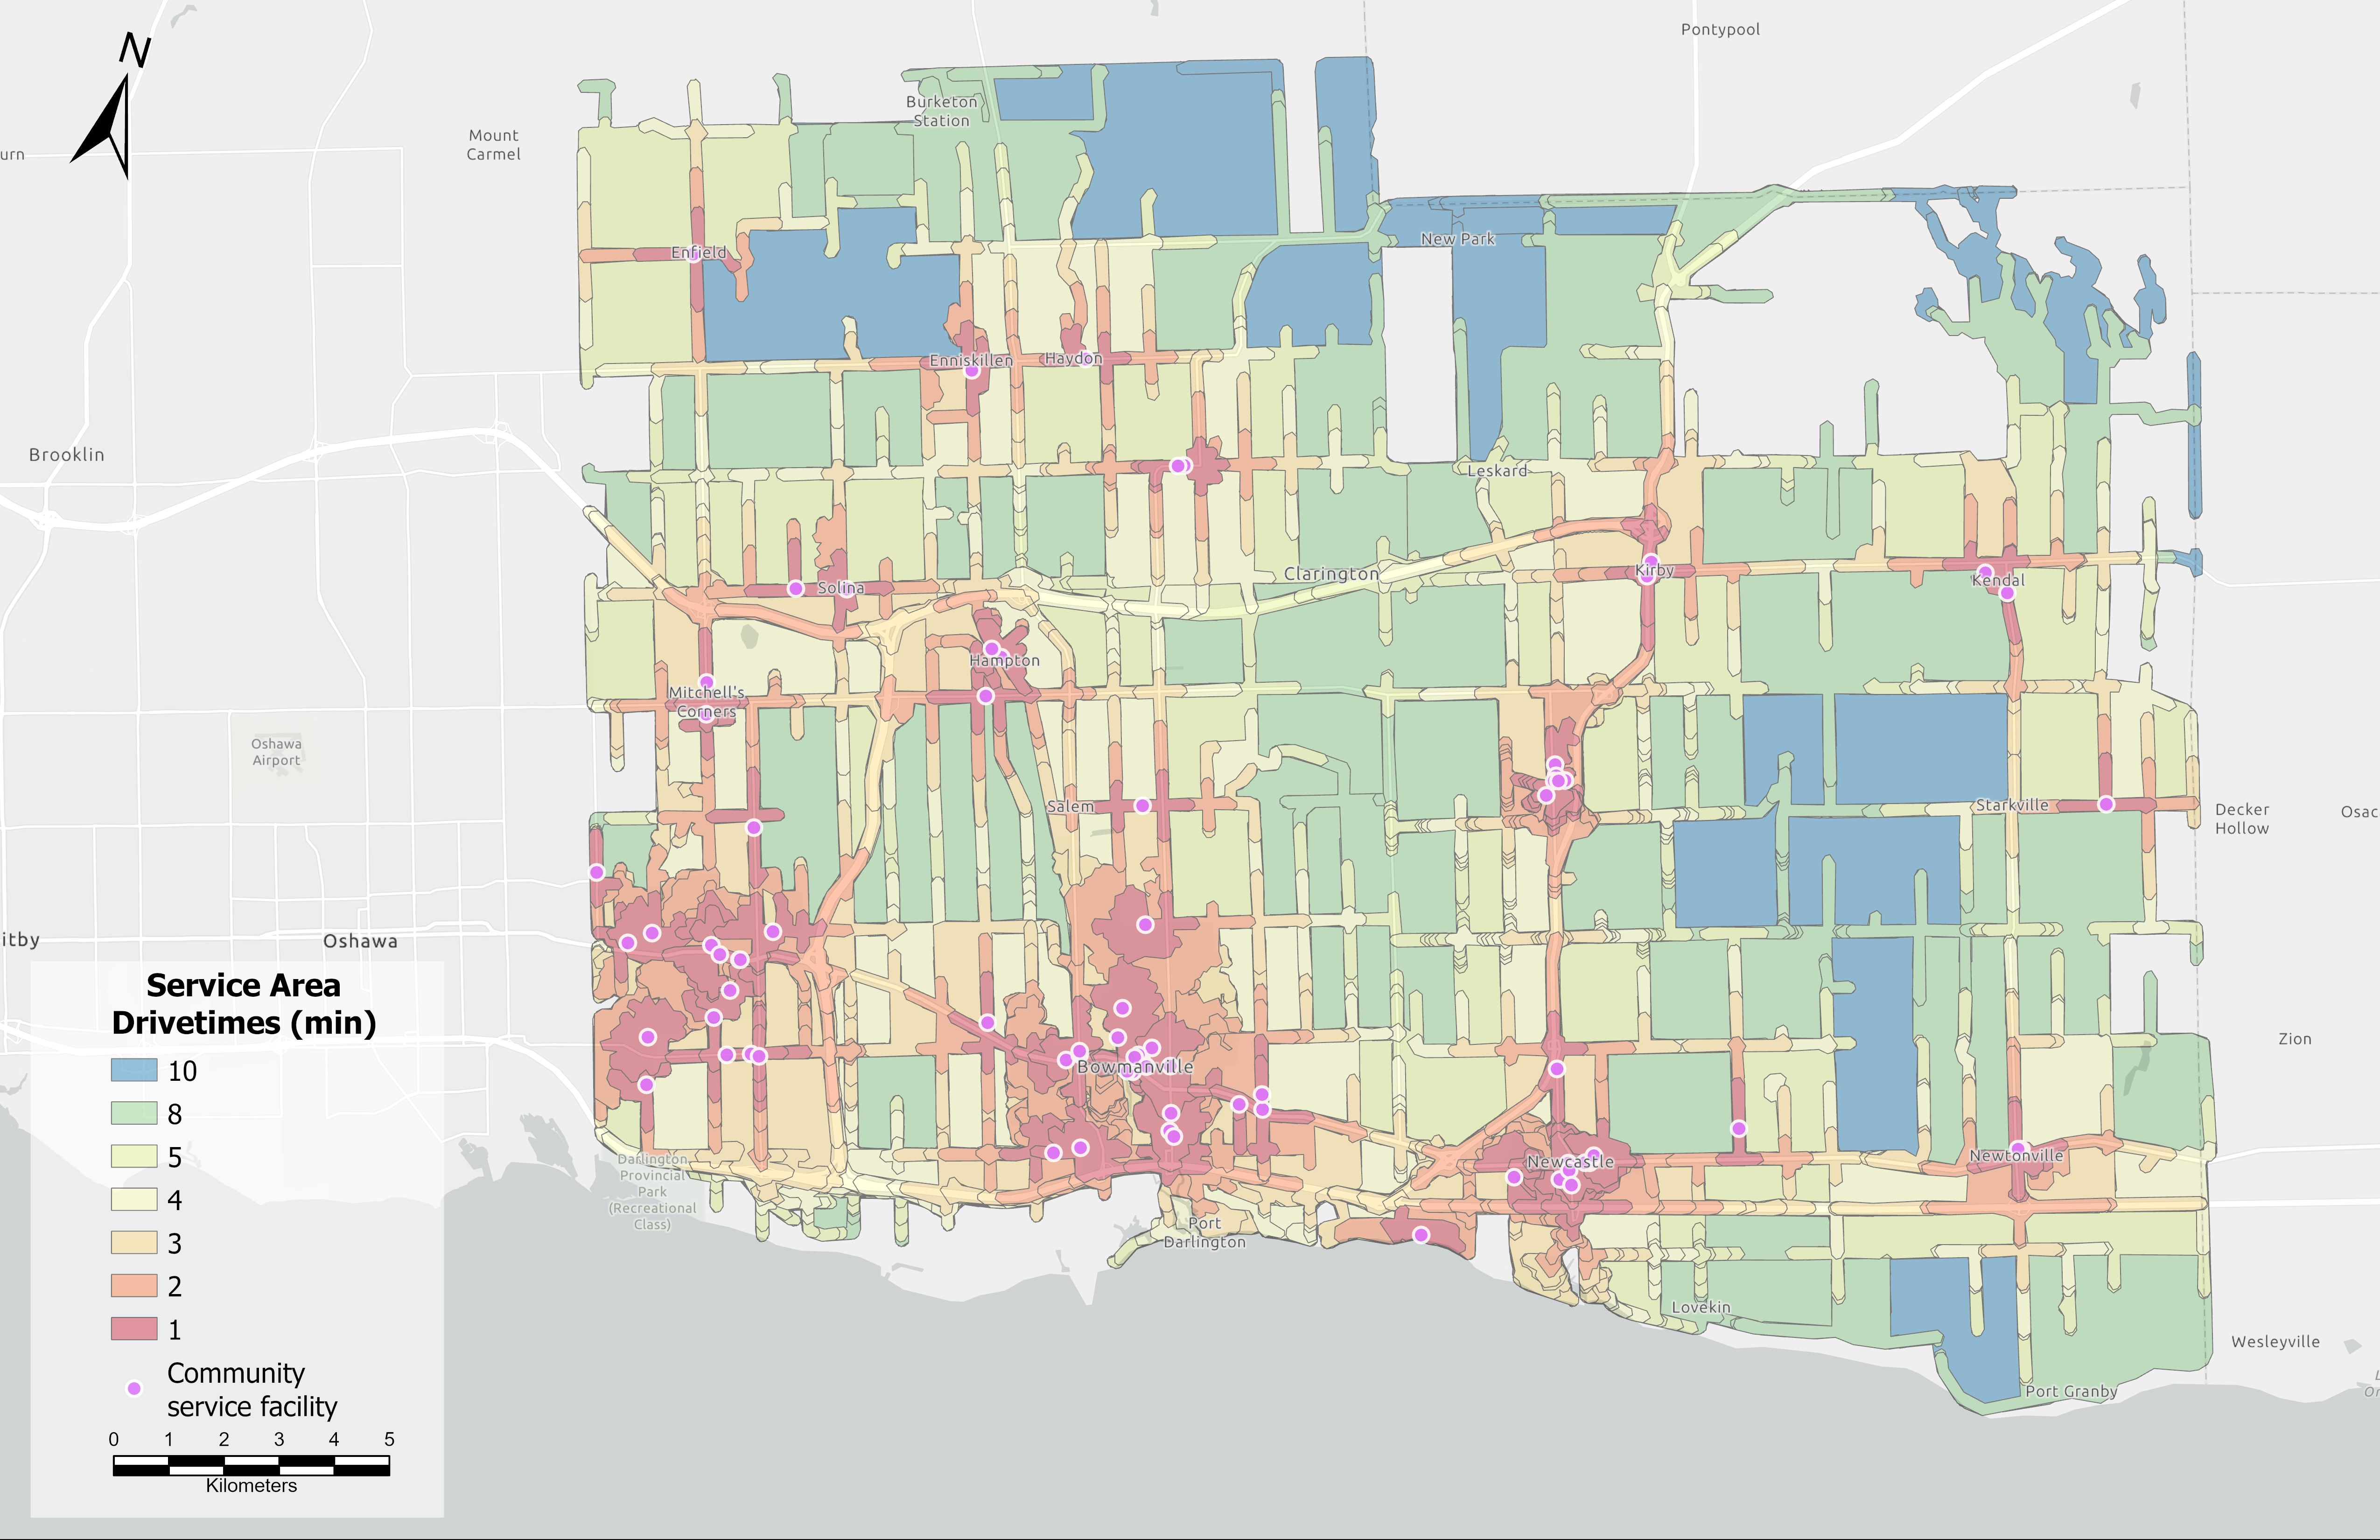 N
Pontypool
Burketon
Station
Mount
Carmel
urn
New Park
Enfield
Enniskillen
Haydon
Brooklin
Leskard
Clarington
Kirby
Kendal
Solina
Hampton
Mitchell's
Corners
Oshawa
Airport
Salem
Starkville
Decker
Hollow
Osac
itby
Oshawa
Service Area
Drivetimes (min)
10
8
5
4
3
2
1
Community
service facility
0 1 2 3 4 5
Kilometers
Zion
Bowmanville
Darlington
Provincial
Park
(Recreational
Class)
Newcastle
Newtonville
Port
Darlington
Lovekin
Wesleyville
Port Granby
L
Or